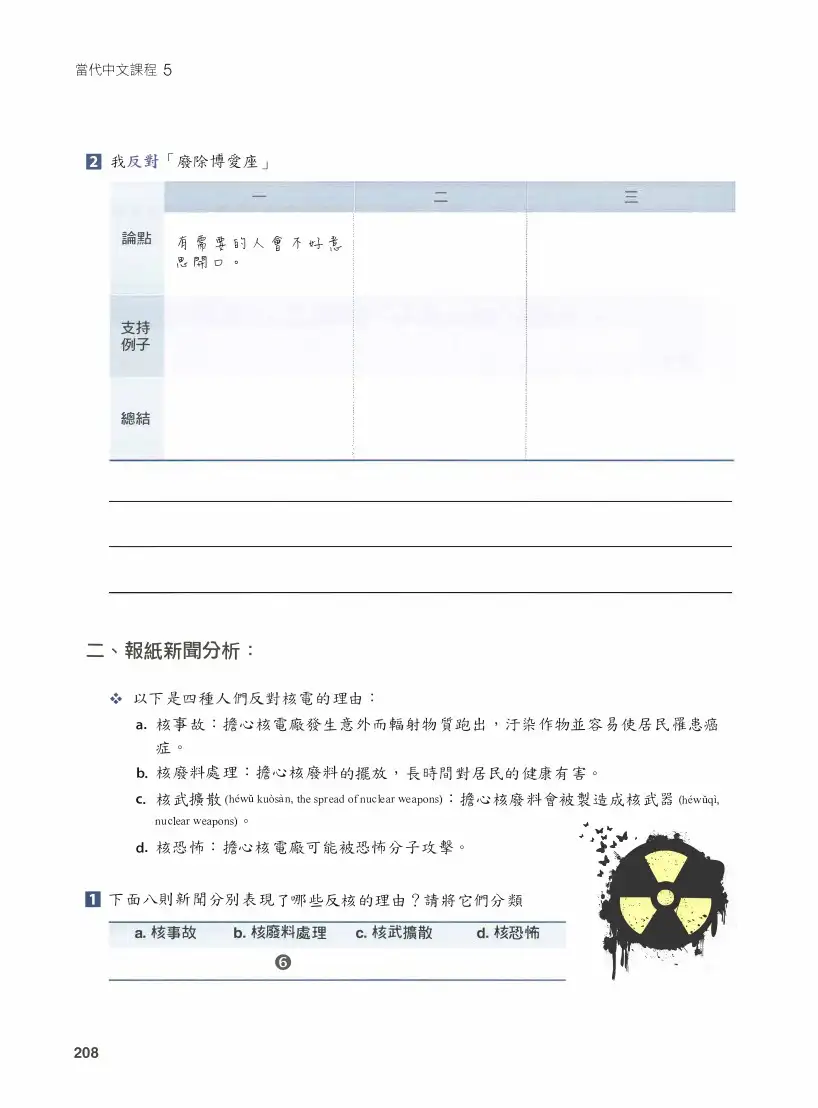 當代中文課程 5
2 我反對「廢除博愛座」
一 二 三
論點
有需要的人會不好意
思開口。
支持
例子
總結
二、報紙新聞分析：
❖ 以下是四種人們反對核電的理由：
a. 核事故：擔心核電廠發生意外而輻射物質跑出，汙染作物並容易使居民罹患癌
症。
b. 核廢料處理：擔心核廢料的擺放，長時間對居民的健康有害。
c. 核武擴散 (héwǔ kuòsàn, the spread of nuclear weapons)：擔心核廢料會被製造成核武器 (héwǔqì,
nuclear weapons)。
d. 核恐怖：擔心核電廠可能被恐怖分子攻擊。
1 下面八則新聞分別表現了哪些反核的理由？請將它們分類
a. 核事故 b. 核廢料處理 c. 核武擴散 d. 核恐怖
❻
208